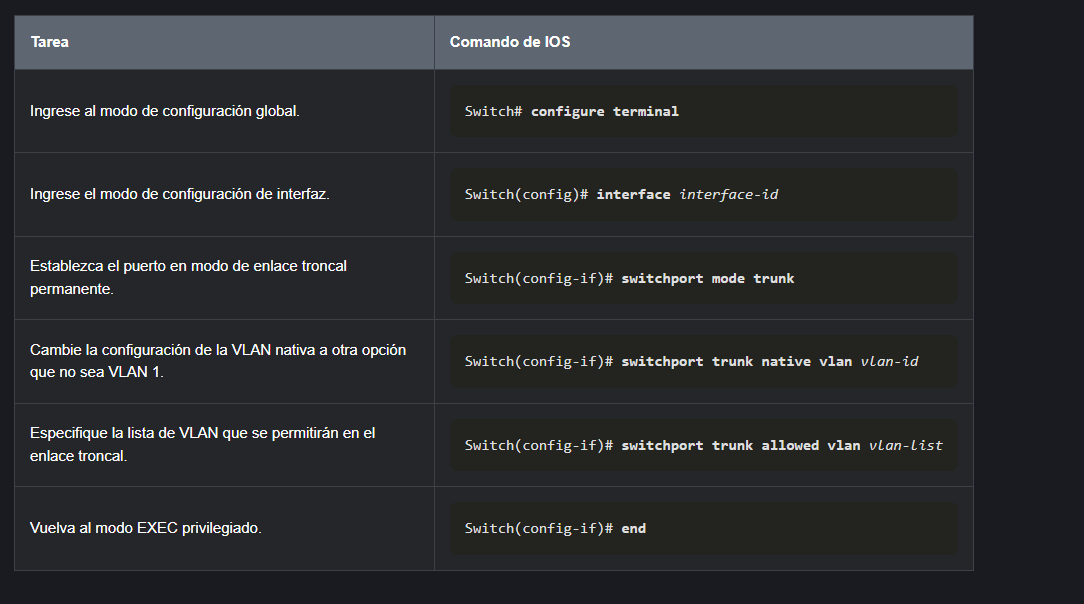 Tarea
Comando de IOS
Ingrese al modo de configuración global.
Switch# configure terminal
Ingrese el modo de configuración de interfaz.
Switch(config)# interface interface-id
Establezca el puerto en modo de enlace troncal
permanente.
Switch(config-if)# switchport mode trunk
Cambie la configuración de la VLAN nativa a otra opción
que no sea VLAN 1.
Switch(config-if)# switchport trunk native vlan vlan-id
Especifique la lista de VLAN que se permitirán en el
enlace troncal.
Switch(config-if)# switchport trunk allowed vlan vlan-list
Vuelva al modo EXEC privilegiado.
Switch(config-if)# end